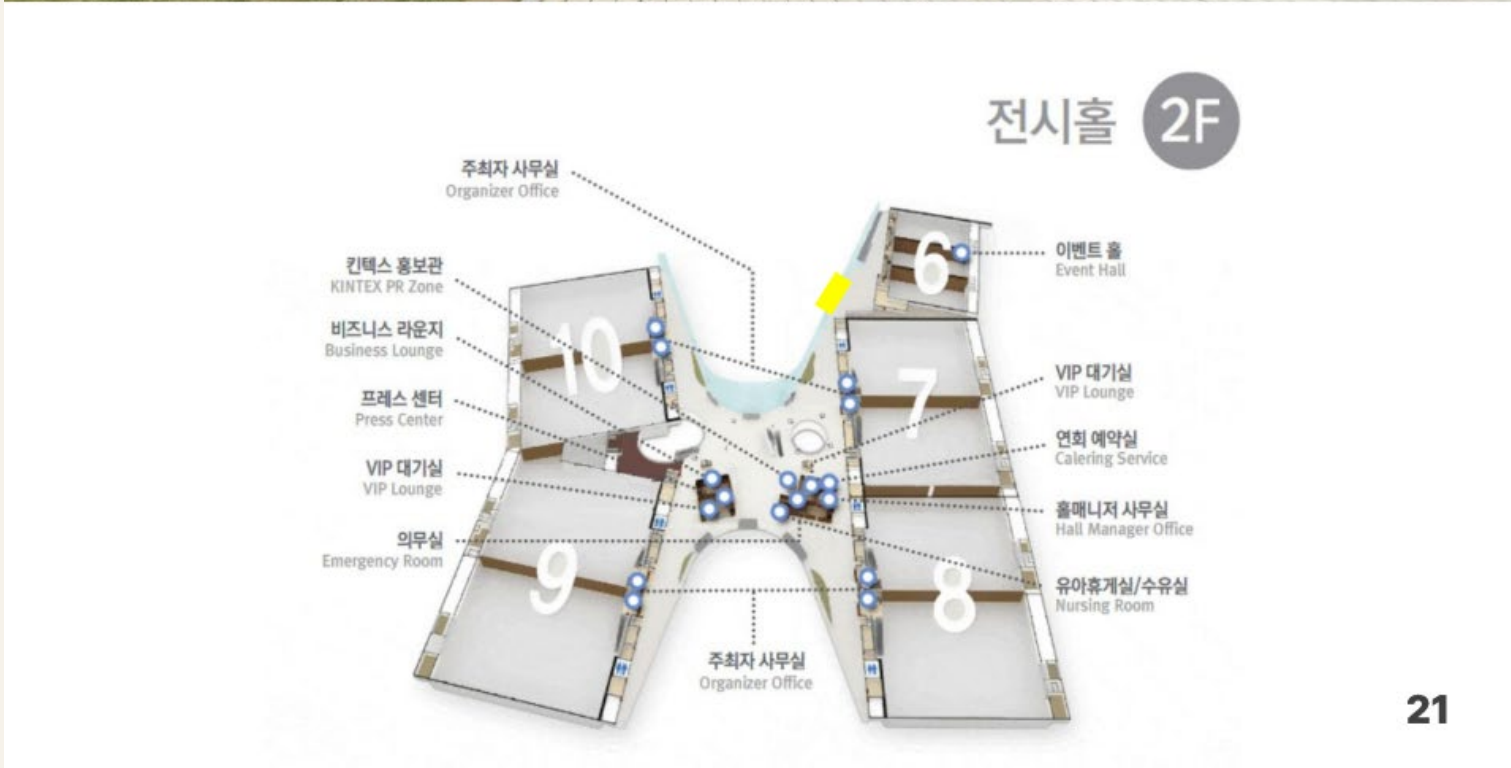 전시홀 2F
주최자 사무실
Organizer Office
킨텍스 홍보관
KINTEX PR Zone
비즈니스 라운지
Business Lounge
프레스 센터
Press Center
VIP 대기실
VIP Lounge
의무실
Emergency Room
이벤트 홀
Event Hall
VIP 대기실
VIP Lounge
연회 예약실
Calering Service
홀매니저 사무실
Hall Manager Office
유아휴게실/수유실
Nursing Room
주최자 사무실
Organizer Office
6
10
7
9
8
21